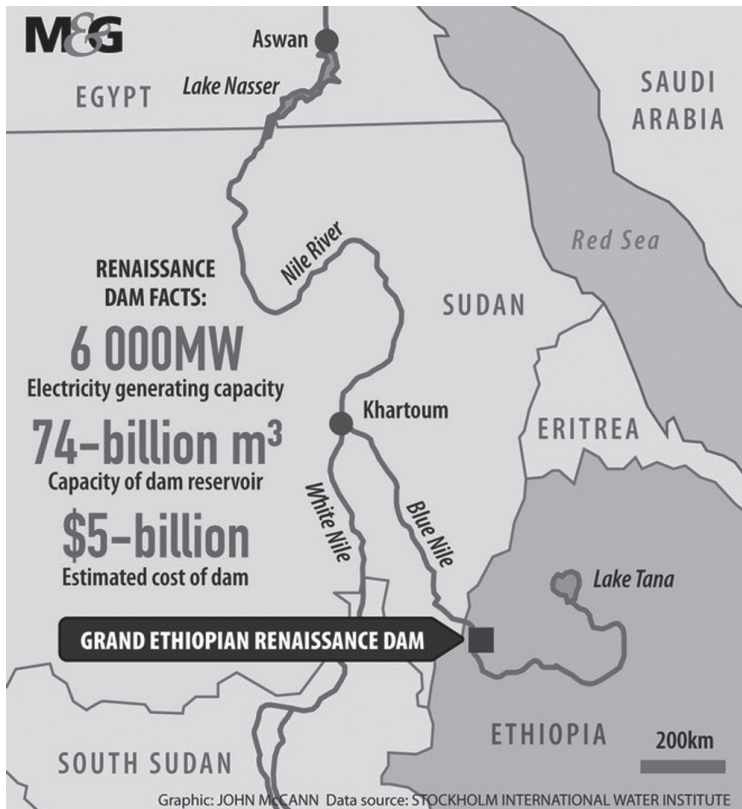 M&G
Aswan
Lake Nasser
EGYPT
SAUDI
ARABIA
Red Sea
Nile River
RENAISSANCE
DAM FACTS:
SUDAN
6 000MW
Electricity generating capacity
Khartoum
74-billion m³
Capacity of dam reservoir
ERITREA
White Nile
Blue Nile
$5-billion
Estimated cost of dam
Lake Tana
GRAND ETHIOPIAN RENAISSANCE DAM
ETHIOPIA
200km
SOUTH SUDAN
Graphic: JOHN McCANN Data source: STOCKHOLM INTERNATIONAL WATER INSTITUTE